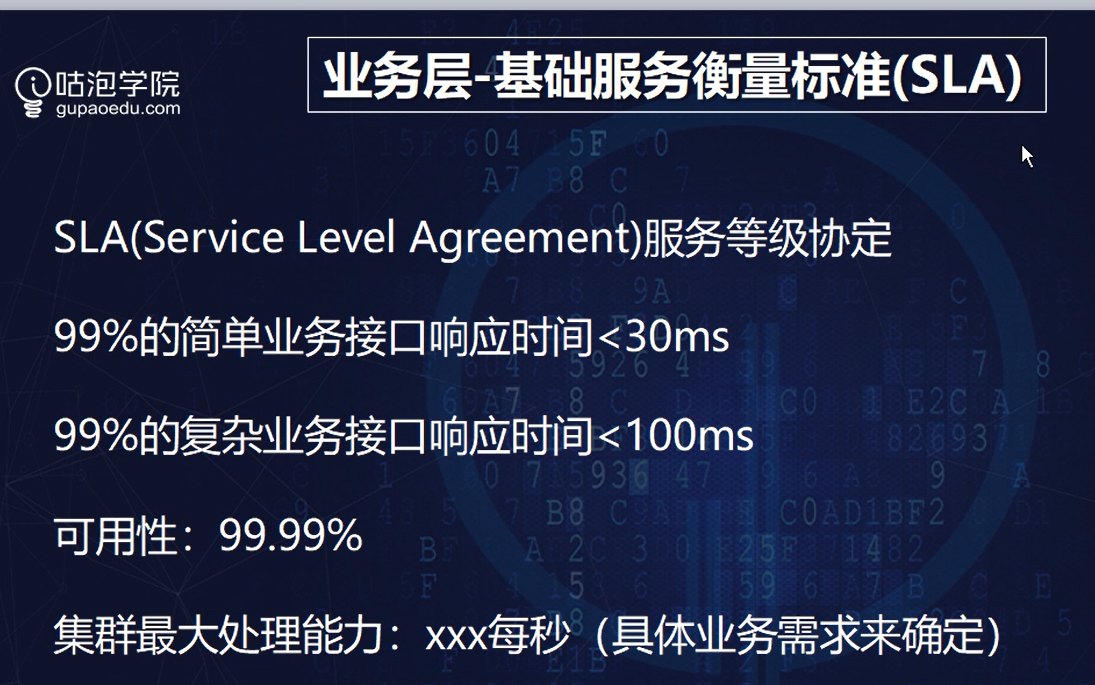 业务层-基础服务衡量标准(SLA)
咕泡学院
gupaoedu.com
SLA(Service Level Agreement)服务等级协定
99%的简单业务接口响应时间<30ms
99%的复杂业务接口响应时间<100ms
可用性：99.99%
集群最大处理能力：xxx每秒（具体业务需求来确定）